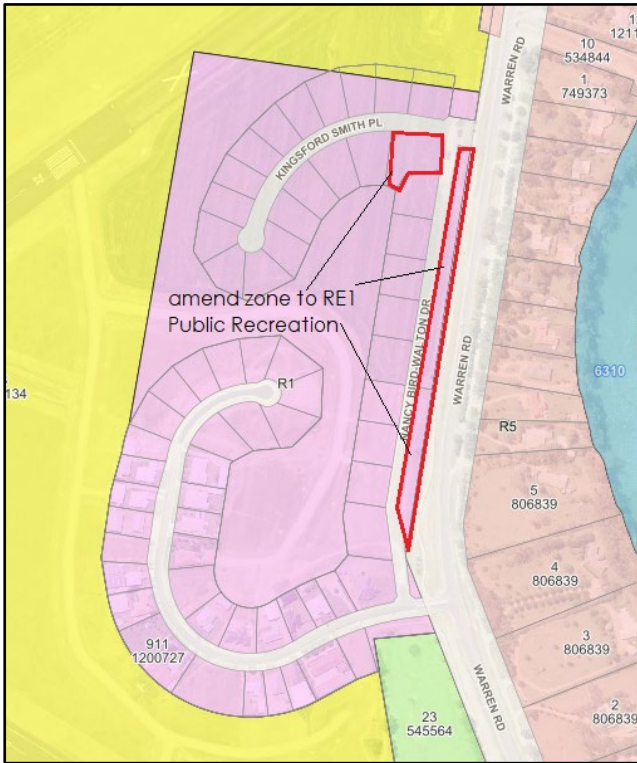 10
534844
1
749373
WARREN RD
KINGSFORD SMITH PL
amend zone to RE1
Public Recreation
NANCY BIRD-WALTON DR
WARREN RD
6310
134
R1
R5
5
806839
4
806839
911
1200727
3
806839
WARREN RD
2
806839
23
545564